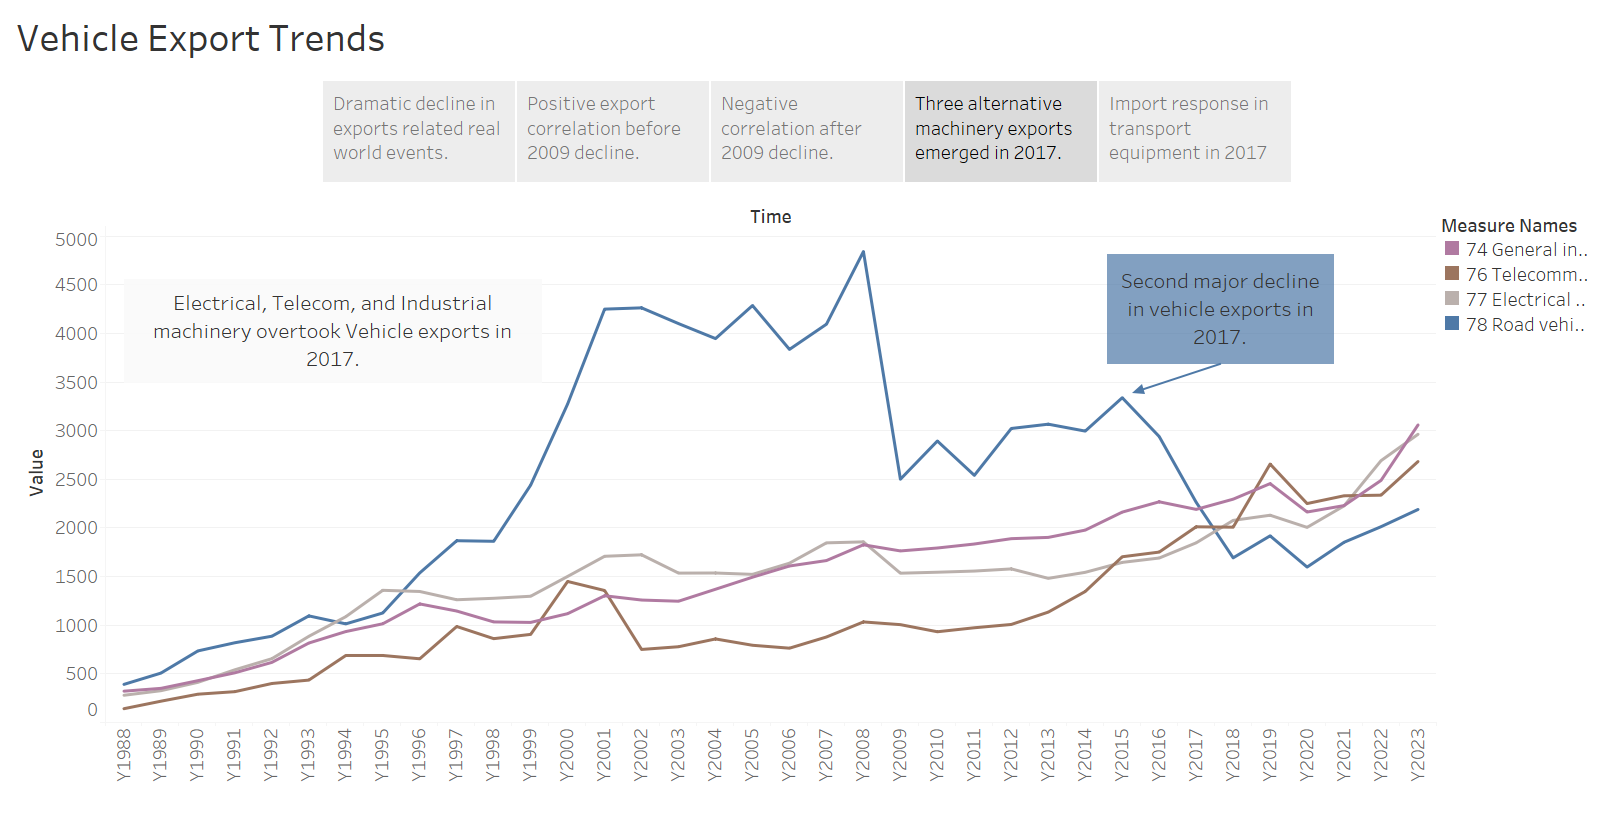 Vehicle Export Trends
Dramatic decline in
exports related real
world events.
Positive export
correlation before
2009 decline.
Negative
correlation after
2009 decline.
Three alternative
machinery exports
emerged in 2017.
Import response in
transport
equipment in 2017
Time
Measure Names
74 General in..
76 Telecomm..
77 Electrical ..
78 Road vehi..
Electrical, Telecom, and Industrial
machinery overtook Vehicle exports in
2017.
Second major decline
in vehicle exports in
2017.
Value
5000
4500
4000
3500
3000
2500
2000
1500
1000
500
0
Y1988
Y1989
Y1990
Y1991
Y1992
Y1993
Y1994
Y1995
Y1996
Y1997
Y1998
Y1999
Y2000
Y2001
Y2002
Y2003
Y2004
Y2005
Y2006
Y2007
Y2008
Y2009
Y2010
Y2011
Y2012
Y2013
Y2014
Y2015
Y2016
Y2017
Y2018
Y2019
Y2020
Y2021
Y2022
Y2023